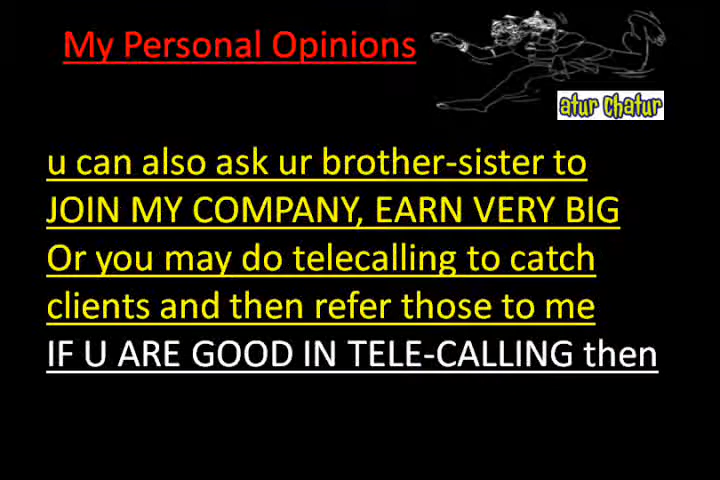 My Personal Opinions
atur chatur
u can also ask ur brother-sister to
JOIN MY COMPANY, EARN VERY BIG
Or you may do telecalling to catch
clients and then refer those to me
IF U ARE GOOD IN TELE-CALLING then